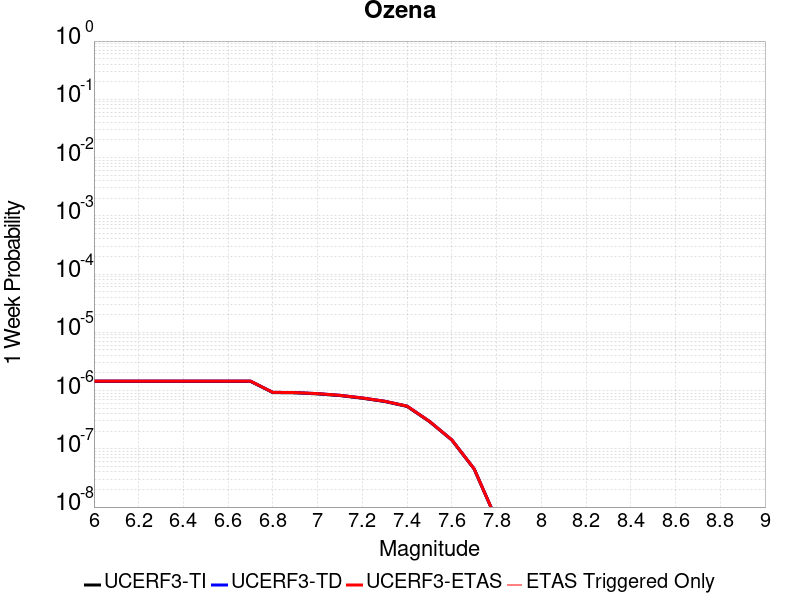 Ozena
10^0
10^-1
10^-2
10^-3
10^-4
10^-5
10^-6
10^-7
10^-8
1 Week Probability
6 6.2 6.4 6.6 6.8 7 7.2 7.4 7.6 7.8 8 8.2 8.4 8.6 8.8 9
Magnitude
UCERF3-TI UCERF3-TD UCERF3-ETAS ETAS Triggered Only